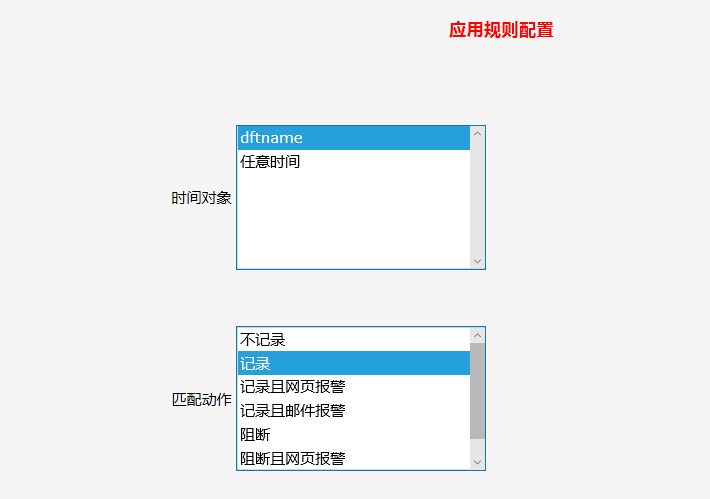 应用规则配置
dftname
任意时间
时间对象
不记录
记录
记录且网页报警
匹配动作
记录且邮件报警
阻断
阻断且网页报警